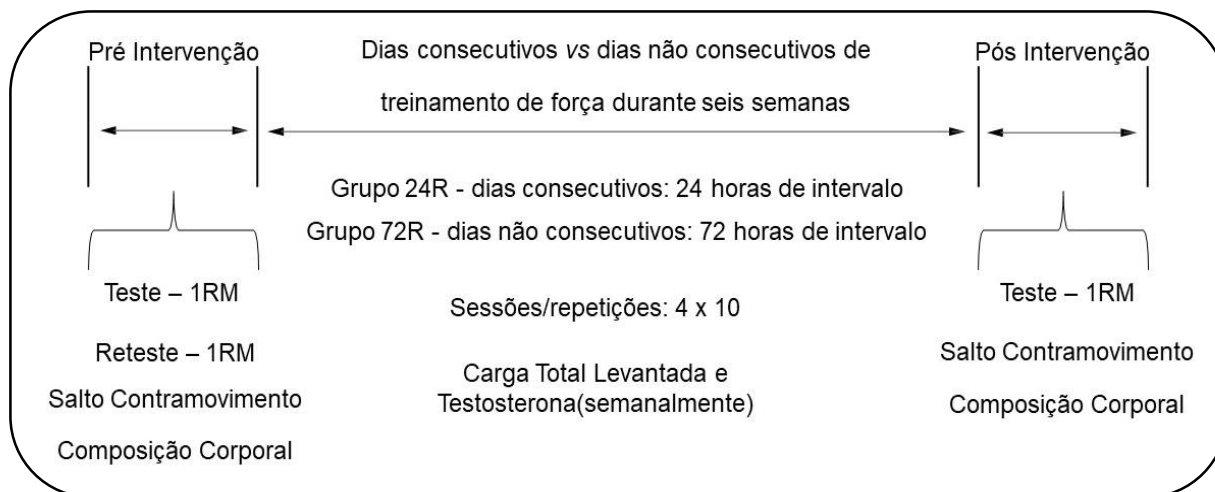 Pré Intervenção
Dias consecutivos vs dias não consecutivos de
treinamento de força durante seis semanas
Pós Intervenção
Grupo 24R - dias consecutivos: 24 horas de intervalo
Grupo 72R - dias não consecutivos: 72 horas de intervalo
Teste – 1RM
Reteste – 1RM
Salto Contramovimento
Composição Corporal
Sessões/repetições: 4 x 10
Carga Total Levantada e
Testosterona(semanalmente)
Teste – 1RM
Salto Contramovimento
Composição Corporal